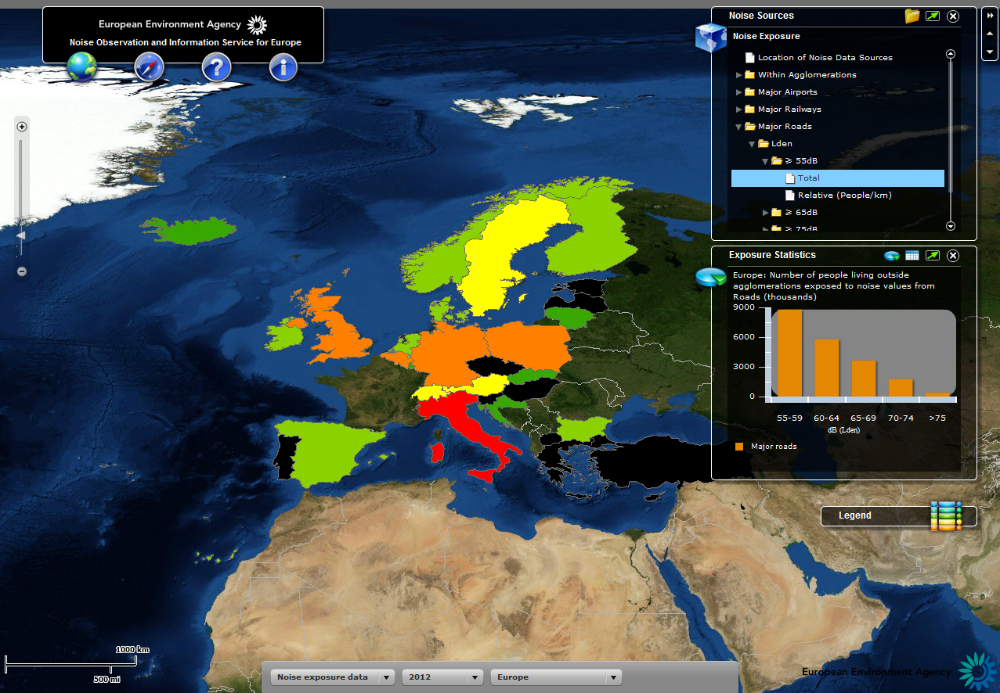 European Environment Agency
Noise Observation and Information Service for Europe
Noise Sources
Noise Exposure
Location of Noise Data Sources
Within Agglomerations
Major Airports
Major Railways
Major Roads
Lden
≥ 55dB
Total
Relative (People/km)
≥ 65dB
≥ 75dB
Exposure Statistics
Europe: Number of people living outside
agglomerations exposed to noise values from
Roads (thousands)
9000
6000
3000
0
55-59 60-64 65-69 70-74 >75
dB (Lden)
Major roads
Legend
1000 km
500 mi
Noise exposure data
2012
Europe
European Environment Agency